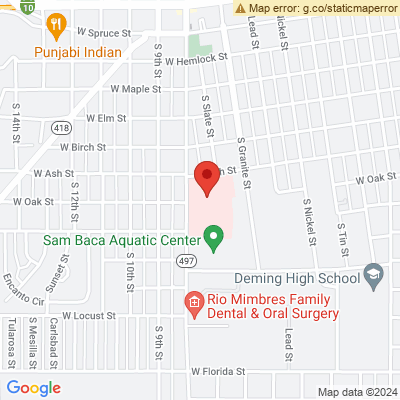 Map error: g.co/staticmaperror
10
W Spruce St
Punjabi Indian
S 9th St
Lead St
S Nickel St
W Hemlock St
W Maple St
S 14th St
S Slate St
W Elm St
418
W Birch St
S Granite St
W Ash St
h St
W Oak St
W Oak St
S 12th St
S Nickel St
S Tin St
Sam Baca Aquatic Center
497
Sunset St
S 10th St
Encanto Cir
Deming High School
Rio Mimbres Family
Dental & Oral Surgery
W Locust St
Tularosa St
S Mesilla St
Carlsbad St
S 9th St
Lead St
W Florida St
Google
Map data ©2024